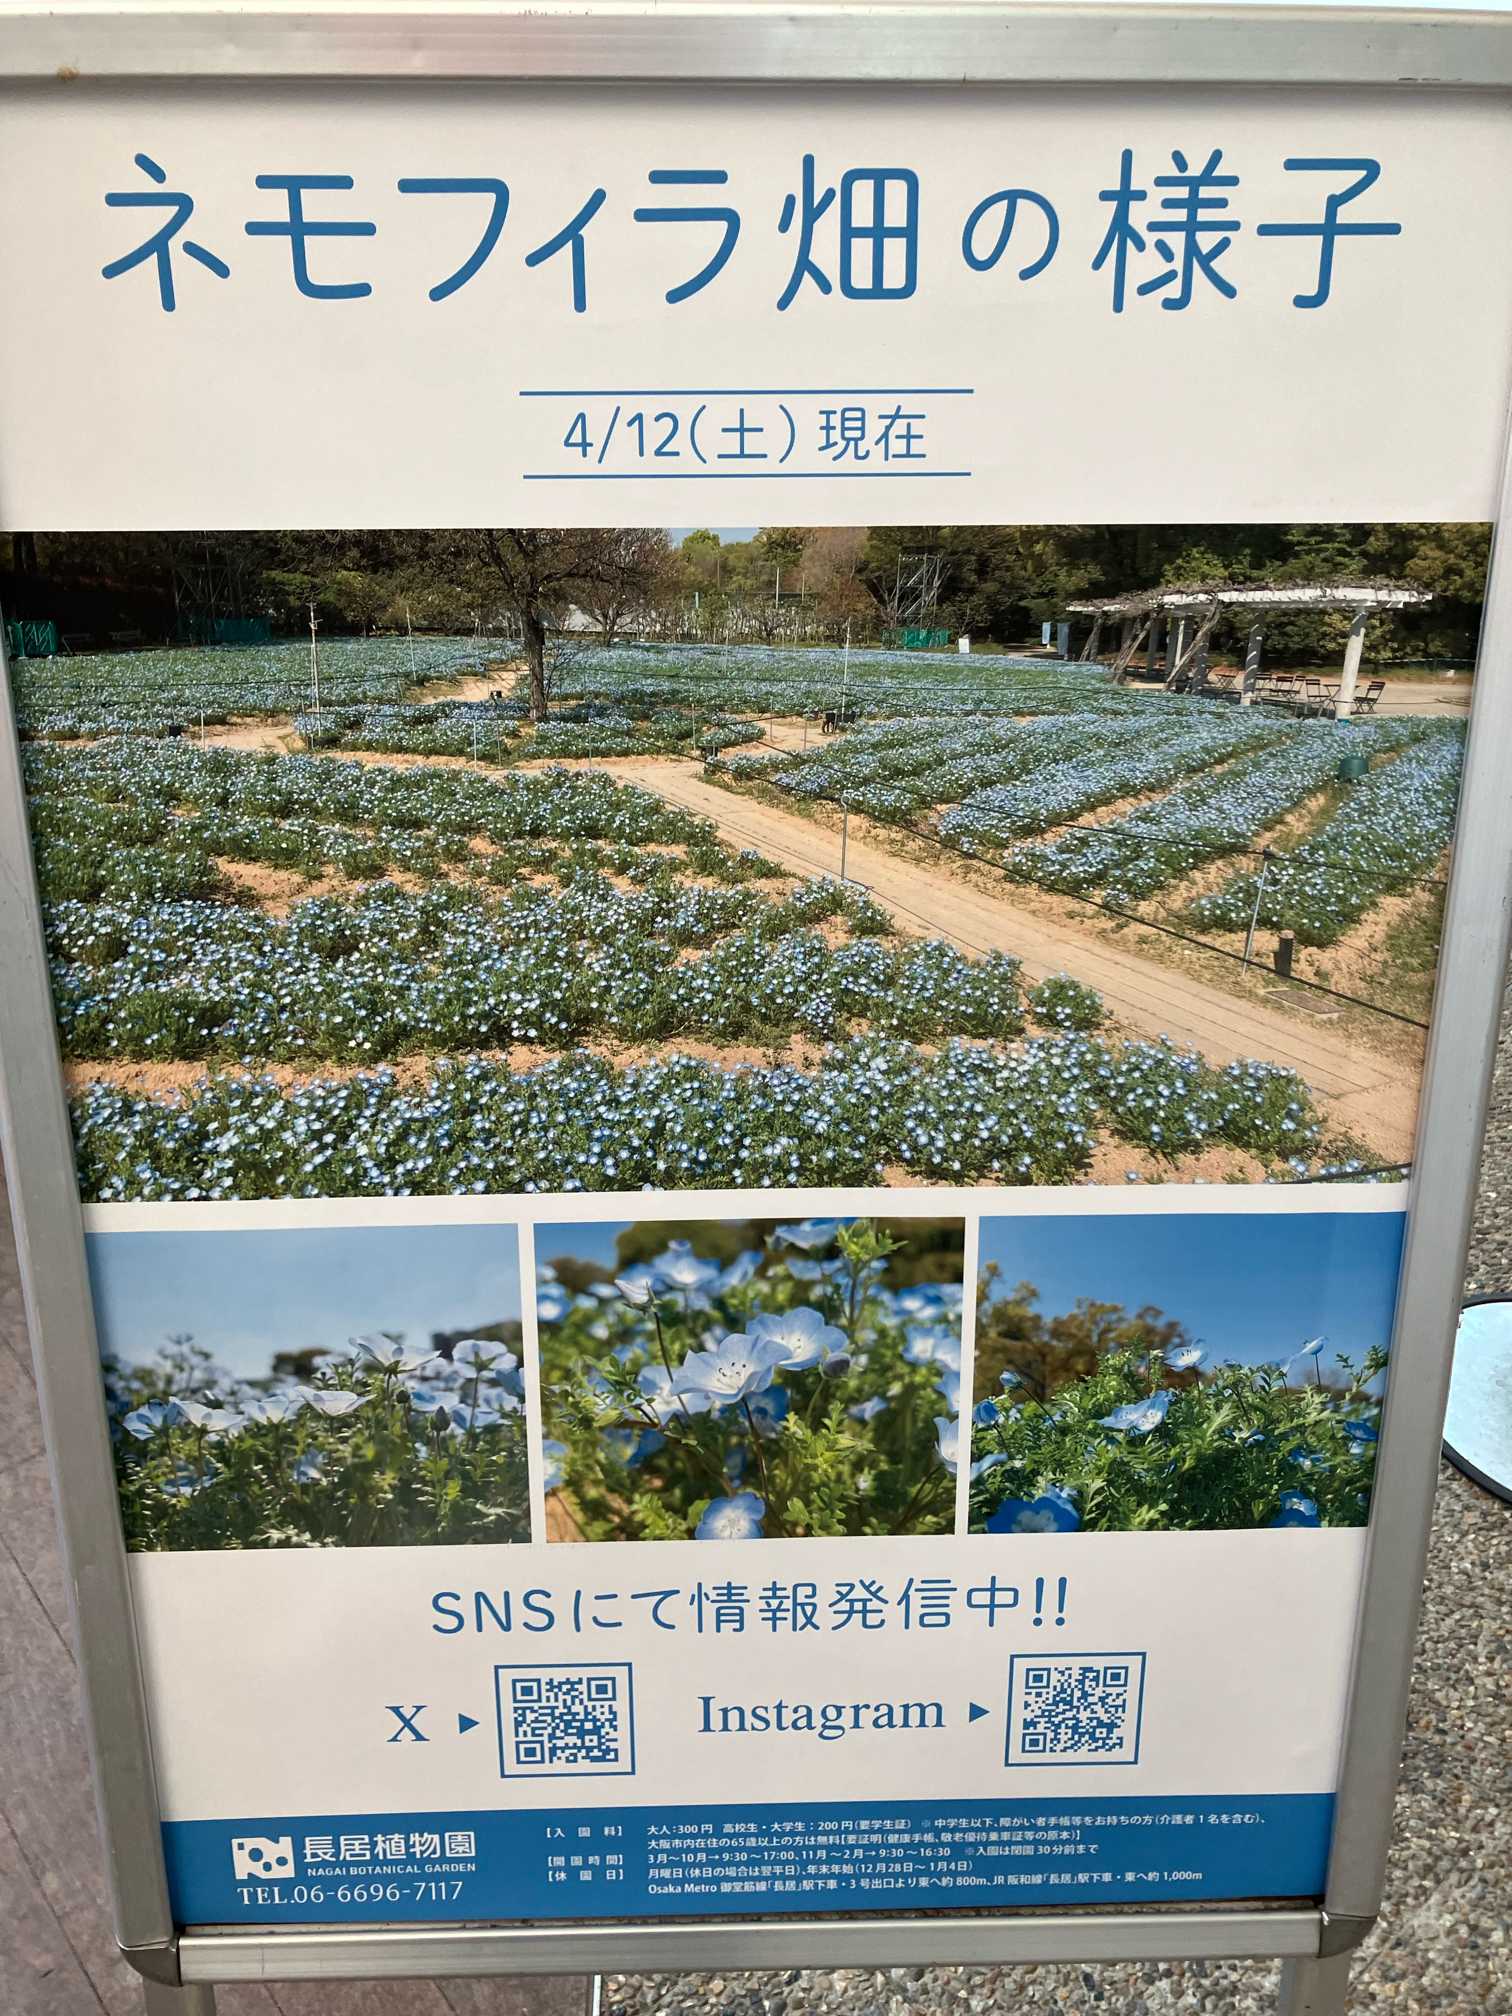 ネモフィラ畑の様子
4/12(土)現在
SNSにて情報発信中!!
X ▶
Instagram ▶
長居植物園
NAGAI BOTANICAL GARDEN
TEL.06-6696-7117
【入園料】 大人:300円 高校生・大学生:200円(要学生証) ※中学生以下、障がい者手帳等をお持ちの方(介護者1名を含む)、
大阪市内在住の65歳以上の方は無料【要証明(健康手帳、敬老優待乗車証等の原本)】
【開園時間】 3月〜10月→9:30〜17:00、11月〜2月→9:30〜16:30 ※入園は閉園30分前まで
【休園日】 月曜日(休日の場合は翌平日)、年末年始(12月28日〜1月4日)
Osaka Metro 御堂筋線「長居」駅下車・3号出口より東へ約800m、JR阪和線「長居」駅下車・東へ約1,000m